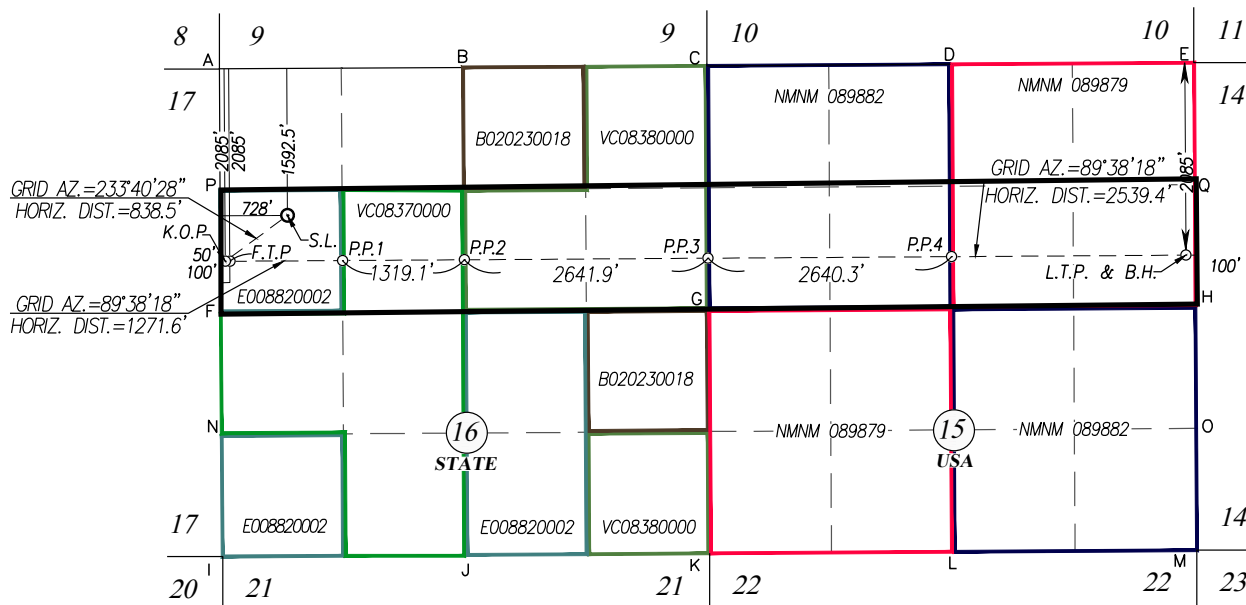 8 9 9 10 10 11
A B C D E
17 14
NMNM 089882
NMNM 089879
B020230018
VC08380000
2085'
2085'
1592.5'
2085'
GRID AZ.=233°40'28"
HORIZ. DIST.=838.5'
GRID AZ.=89°38'18"
HORIZ. DIST.=2539.4'
P Q
728'
VC08370000
K.O.P
S.L.
50'
F.T.P
P.P.1
P.P.2
P.P.3
P.P.4
100'
1319.1'
2641.9'
2640.3'
L.T.P. & B.H.
100'
E008820002
GRID AZ.=89°38'18"
HORIZ. DIST.=1271.6'
F G H
B020230018
N O
16
STATE
NMNM 089879
15
USA
NMNM 089882
17 14
E008820002
E008820002
VC08380000
I J K L M
20 21 21 22 22 23